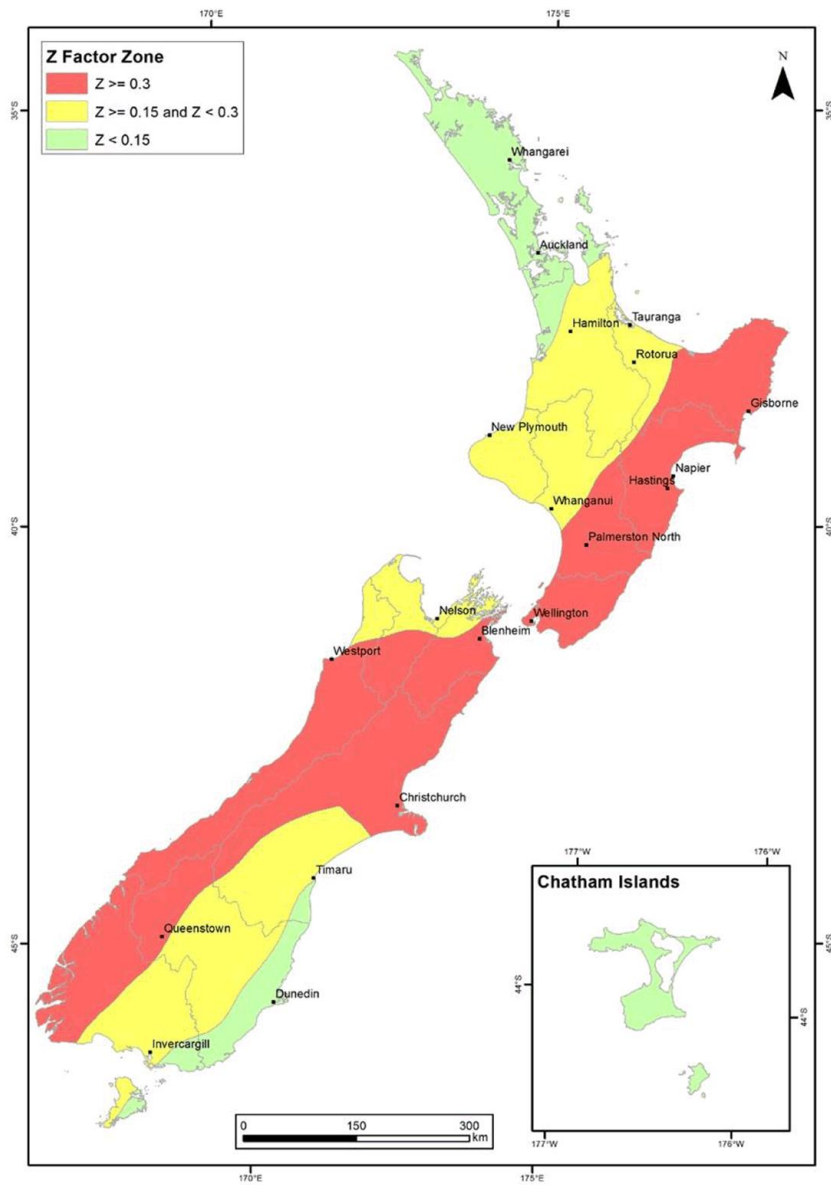 170°E
175°E
Z Factor Zone
Z >= 0.3
Z >= 0.15 and Z < 0.3
Z < 0.15
N
35°S
35°S
Whangarei
Auckland
Hamilton
Tauranga
Rotorua
Gisborne
New Plymouth
Napier
Hastings
Whanganui
40°S
40°S
Palmerston North
Nelson
Wellington
Blenheim
Westport
Christchurch
177°W
176°W
Timaru
Chatham Islands
Queenstown
45°S
45°S
44°S
44°S
Dunedin
Invercargill
0
150
300
km
177°W
176°W
170°E
175°E